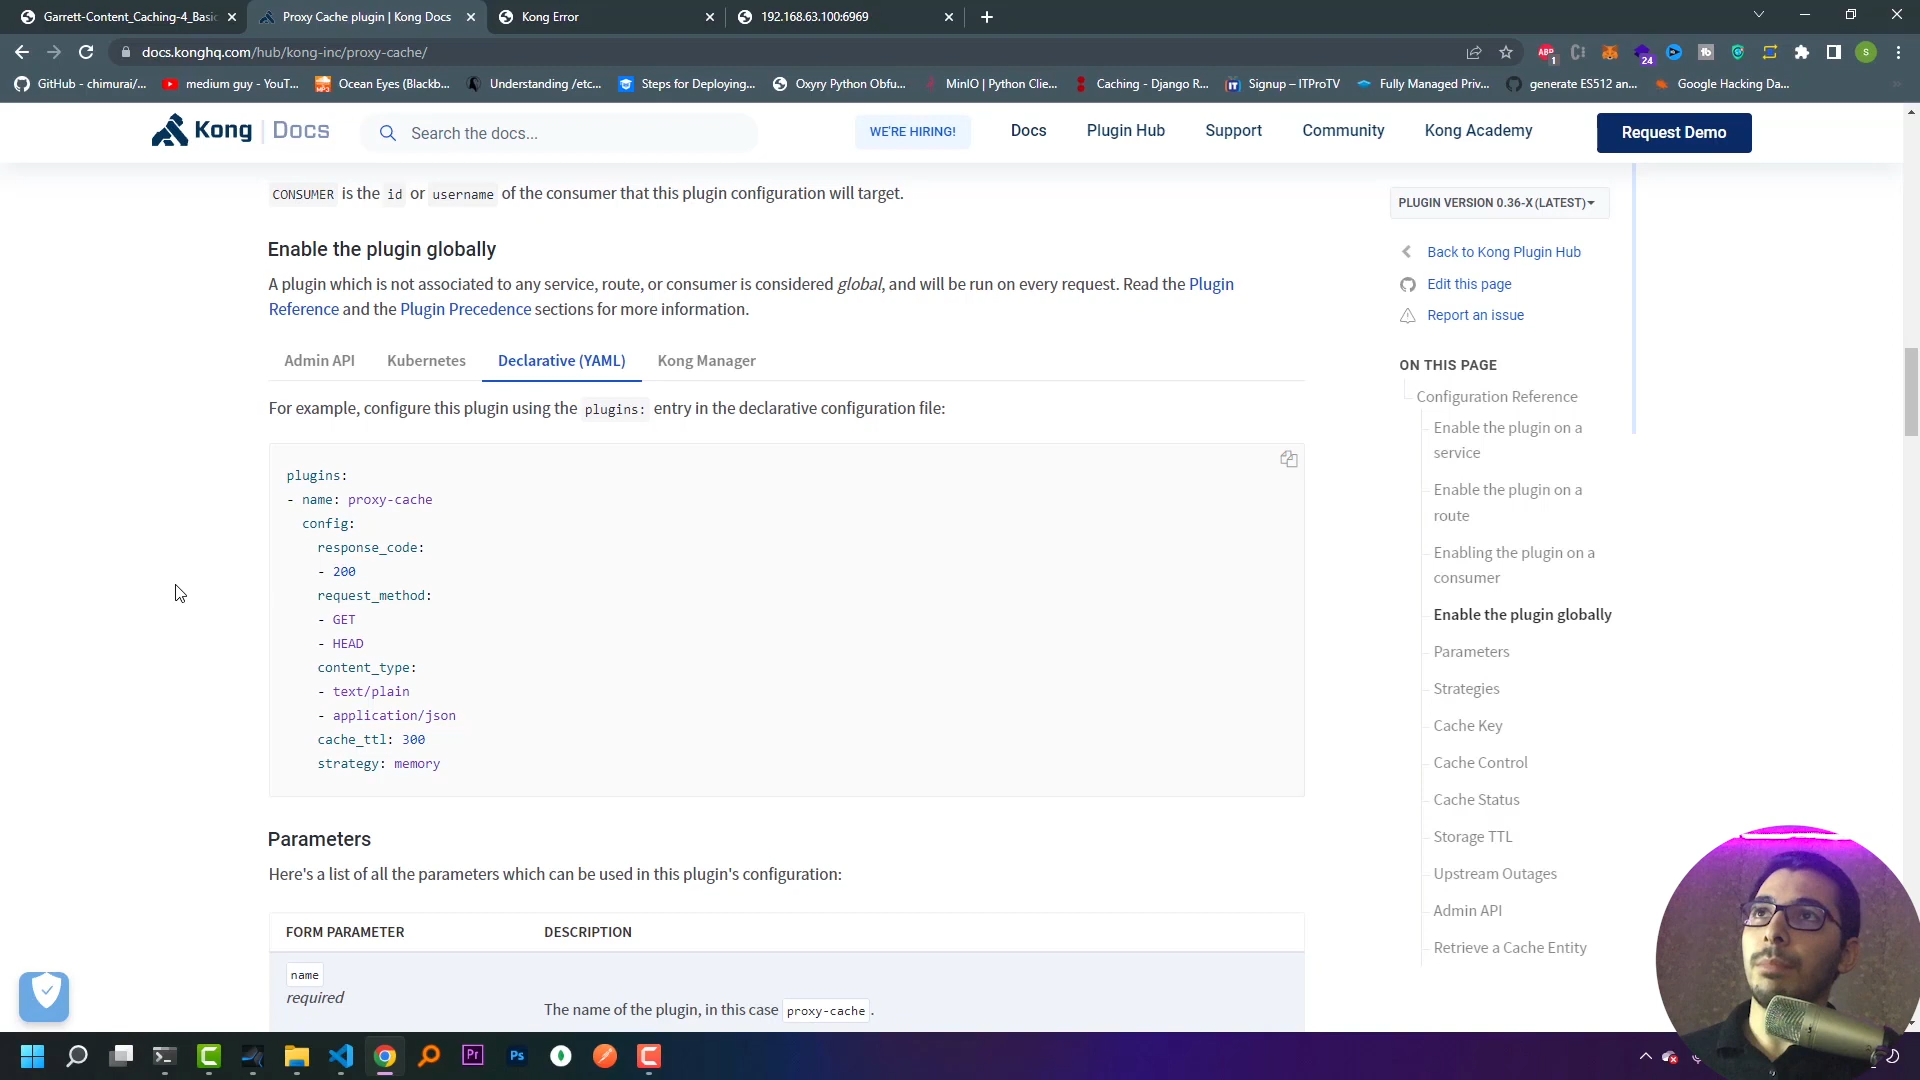 Garrett-Content_Caching-4_Basic
Proxy Cache plugin | Kong Docs
Kong Error
192.168.63.100:6969
docs.konghq.com/hub/kong-inc/proxy-cache/
GitHub - chimurai/...
medium guy - YouT...
Ocean Eyes (Blackb...
Understanding /etc...
Steps for Deploying...
Oxyry Python Obfu...
MinIO | Python Clie...
Caching - Django R...
Signup – ITProTV
Fully Managed Priv...
generate ES512 an...
Google Hacking Da...
Kong | Docs
Search the docs...
WE'RE HIRING!
Docs
Plugin Hub
Support
Community
Kong Academy
Request Demo
CONSUMER is the id or username of the consumer that this plugin configuration will target.
Enable the plugin globally
A plugin which is not associated to any service, route, or consumer is considered global, and will be run on every request. Read the Plugin
Reference and the Plugin Precedence sections for more information.
Admin API
Kubernetes
Declarative (YAML)
Kong Manager
For example, configure this plugin using the plugins: entry in the declarative configuration file:
plugins:
- name: proxy-cache
config:
response_code:
- 200
request_method:
- GET
- HEAD
content_type:
- text/plain
- application/json
cache_ttl: 300
strategy: memory
Parameters
Here's a list of all the parameters which can be used in this plugin's configuration:
FORM PARAMETER
DESCRIPTION
name
required
The name of the plugin, in this case proxy-cache.
PLUGIN VERSION 0.36-X (LATEST)
Back to Kong Plugin Hub
Edit this page
Report an issue
ON THIS PAGE
Configuration Reference
Enable the plugin on a
service
Enable the plugin on a
route
Enabling the plugin on a
consumer
Enable the plugin globally
Parameters
Strategies
Cache Key
Cache Control
Cache Status
Storage TTL
Upstream Outages
Admin API
Retrieve a Cache Entity
ABP
1
24
S
Pr
Ps